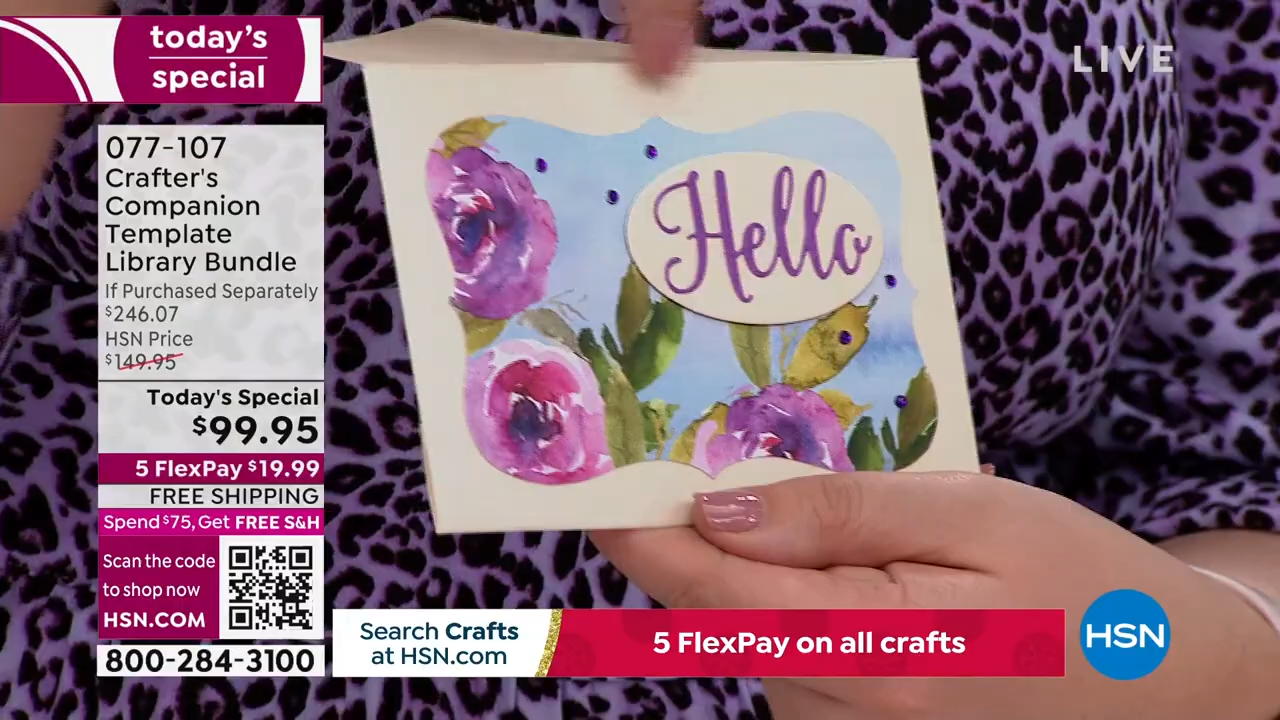 today's
special
LIVE
077-107
Crafter's
Companion
Template
Library Bundle
If Purchased Separately
$246.07
HSN Price
$149.95
Today's Special
$99.95
5 FlexPay $19.99
FREE SHIPPING
Spend $75, Get FREE S&H
Scan the code
to shop now
HSN.COM
800-284-3100
Hello
Search Crafts
at HSN.com
5 FlexPay on all crafts
HSN